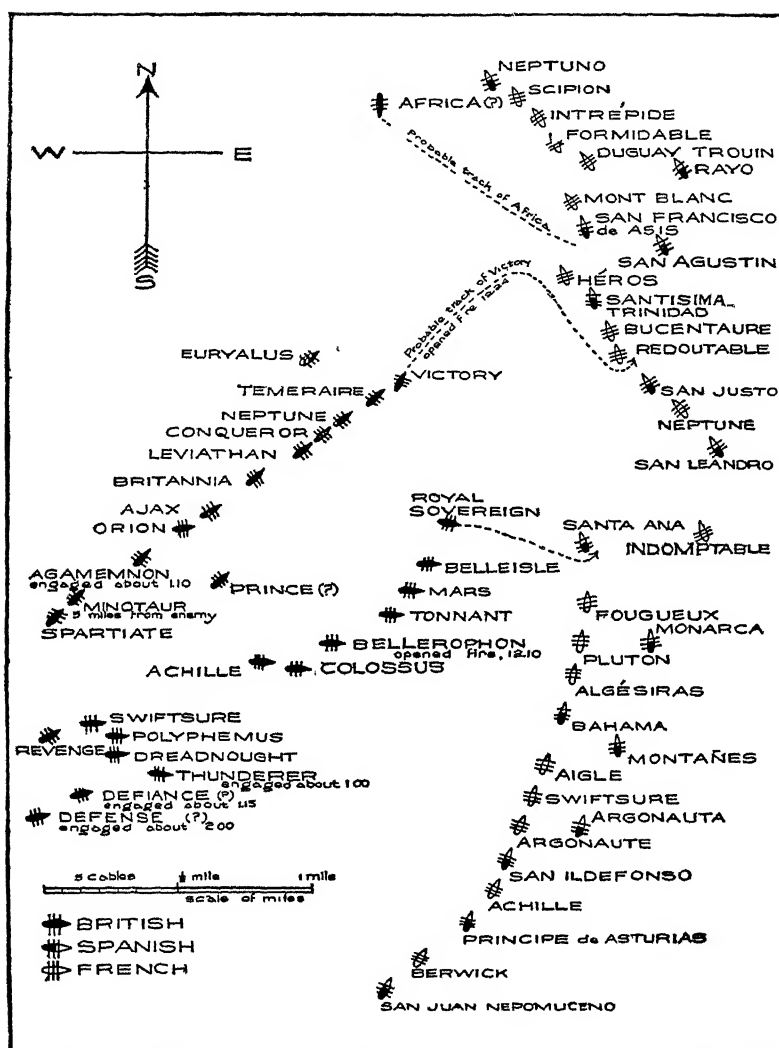 N
W
E
S
NEPTUNO
AFRICA(?)
SCIPION
INTRÉPIDE
FORMIDABLE
DUGUAY TROUIN
RAYO
Probable track of Africa
MONT BLANC
SAN FRANCISCO
de ASIS
SAN AGUSTIN
HÉROS
SANTISIMA
TRINIDAD
BUCENTAURE
REDOUTABLE
Probable track of Victory
opened fire 12.24
EURYALUS
VICTORY
TEMERAIRE
NEPTUNE
CONQUEROR
LEVIATHAN
BRITANNIA
AJAX
ORION
SAN JUSTO
NEPTUNE
SAN LEANDRO
ROYAL
SOVEREIGN
SANTA ANA
INDOMPTABLE
AGAMEMNON
engaged about 1.10
MINOTAUR
5 miles from enemy
SPARTIATE
PRINCE(?)
BELLEISLE
MARS
TONNANT
BELLEROPHON
opened fire, 12.10
ACHILLE
COLOSSUS
FOUGUEUX
MONARCA
PLUTON
ALGÉSIRAS
BAHAMA
MONTAÑES
AIGLE
SWIFTSURE
ARGONAUTA
ARGONAUTE
SAN ILDEFONSO
ACHILLE
PRINCIPE de ASTURIAS
BERWICK
SAN JUAN NEPOMUCENO
SWIFTSURE
REVENGE
POLYPHEMUS
DREADNOUGHT
THUNDERER
engaged about 1.00
DEFIANCE (?)
engaged about 1.15
DEFENSE (?)
engaged about 2.00
5 cables
½ mile
1 mile
scale of miles
BRITISH
SPANISH
FRENCH